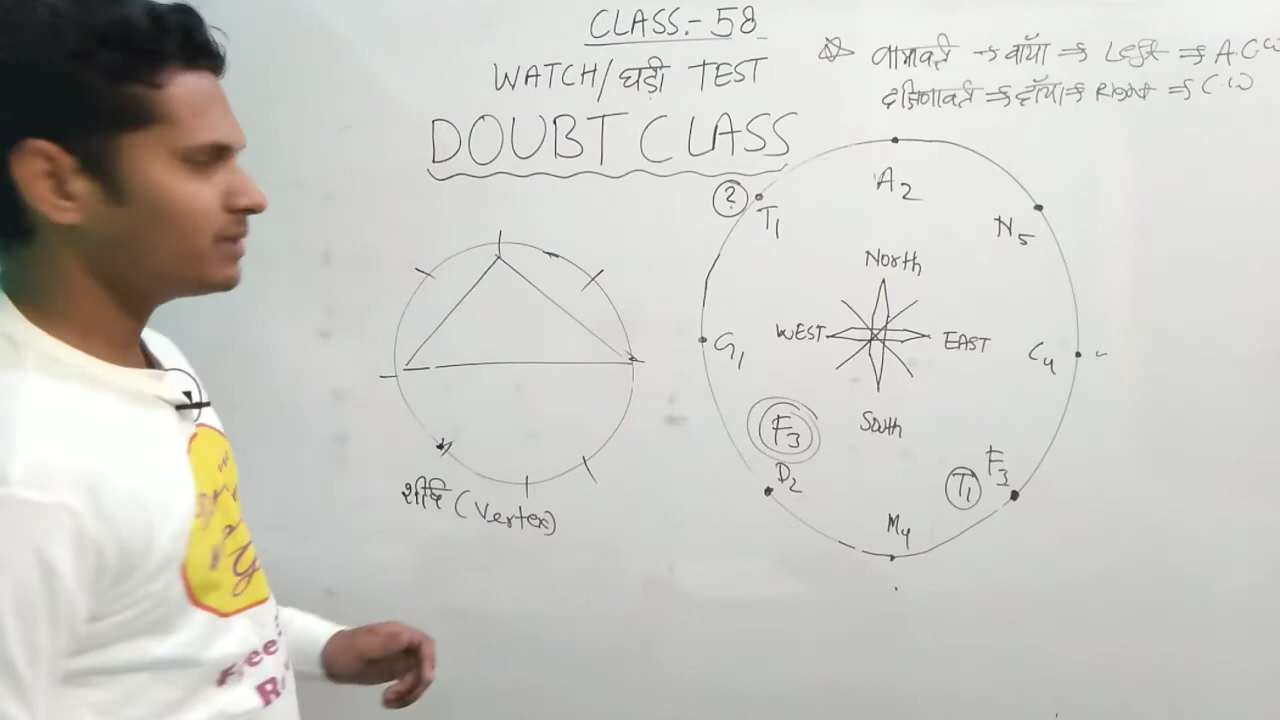 CLASS:- 58
WATCH/घड़ी TEST
DOUBT CLASS
वामावर्त → बाँया ⇒ Left ⇒ A.C.W
दक्षिणावर्त ⇒ दाँया ⇒ Right ⇒ C.W
?
T1
A2
N5
North
WEST
EAST
G1
C4
South
F3
D2
F3
T1
M4
शीर्ष (Vertex)
Free